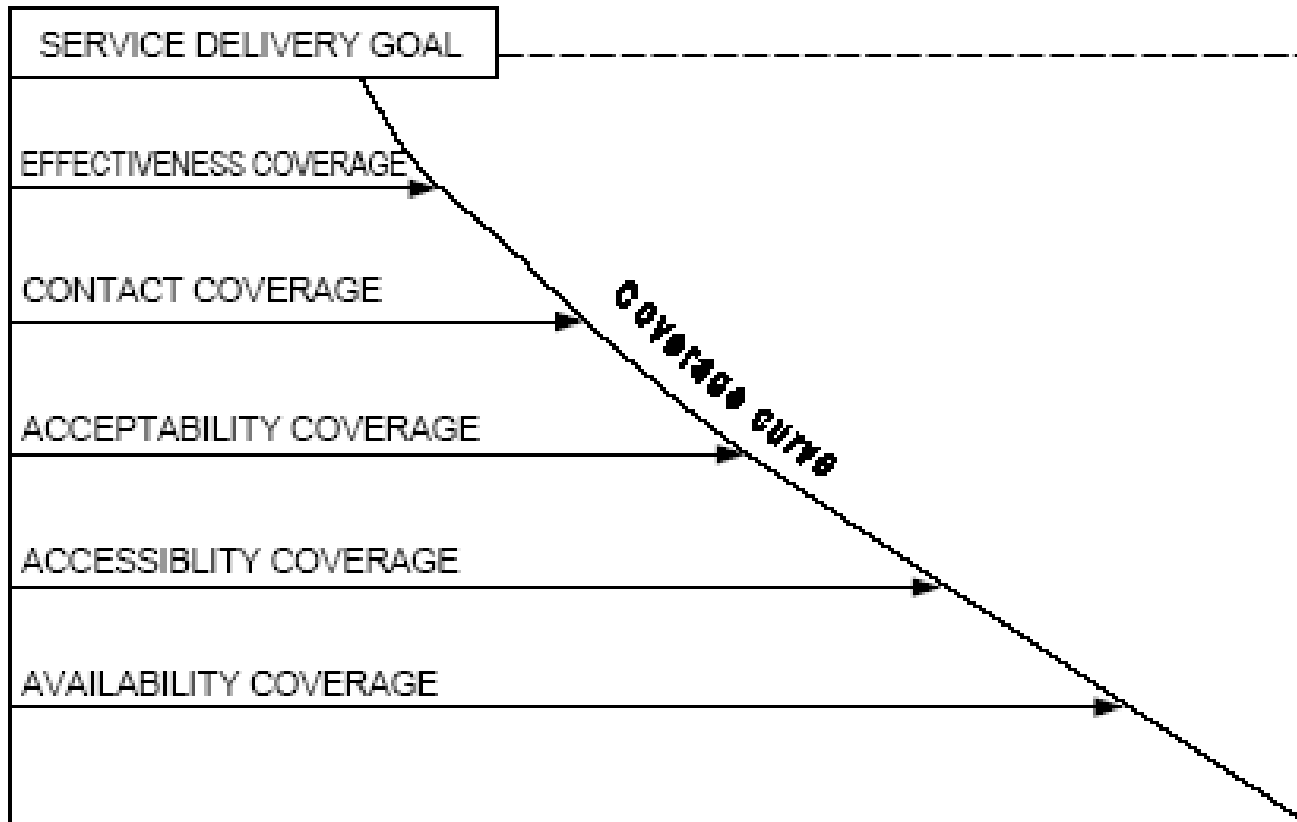 SERVICE DELIVERY GOAL
EFFECTIVENESS COVERAGE
CONTACT COVERAGE
Coverage curve
ACCEPTABILITY COVERAGE
ACCESSIBLITY COVERAGE
AVAILABILITY COVERAGE